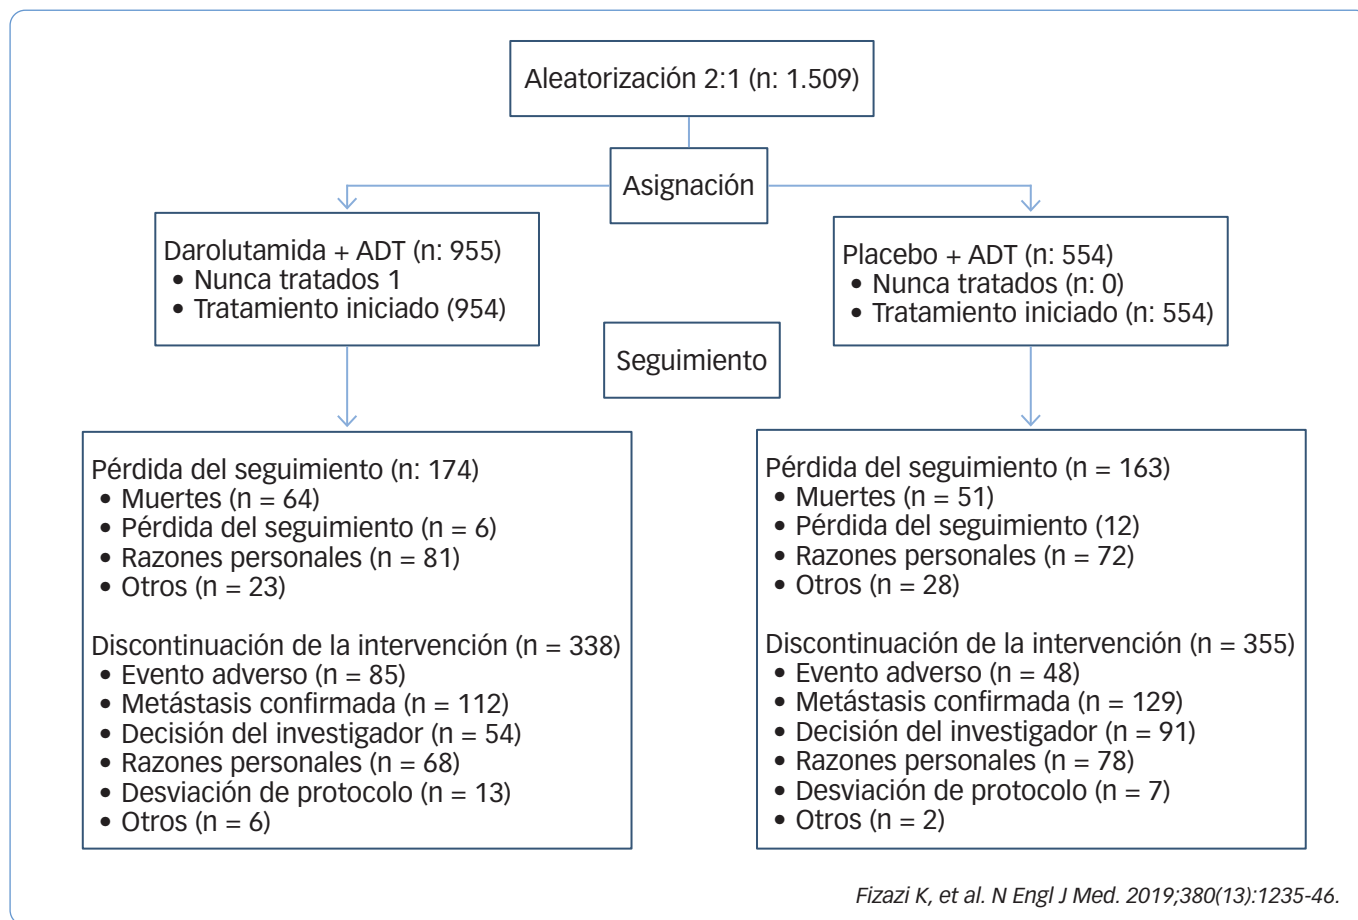 Aleatorización 2:1 (n: 1.509)
Asignación
Darolutamida + ADT (n: 955)
• Nunca tratados 1
• Tratamiento iniciado (954)
Placebo + ADT (n: 554)
• Nunca tratados (n: 0)
• Tratamiento iniciado (n: 554)
Seguimiento
Pérdida del seguimiento (n: 174)
• Muertes (n = 64)
• Pérdida del seguimiento (n = 6)
• Razones personales (n = 81)
• Otros (n = 23)
Discontinuación de la intervención (n = 338)
• Evento adverso (n = 85)
• Metástasis confirmada (n = 112)
• Decisión del investigador (n = 54)
• Razones personales (n = 68)
• Desviación de protocolo (n = 13)
• Otros (n = 6)
Pérdida del seguimiento (n = 163)
• Muertes (n = 51)
• Pérdida del seguimiento (12)
• Razones personales (n = 72)
• Otros (n = 28)
Discontinuación de la intervención (n = 355)
• Evento adverso (n = 48)
• Metástasis confirmada (n = 129)
• Decisión del investigador (n = 91)
• Razones personales (n = 78)
• Desviación de protocolo (n = 7)
• Otros (n = 2)
Fizazi K, et al. N Engl J Med. 2019;380(13):1235-46.